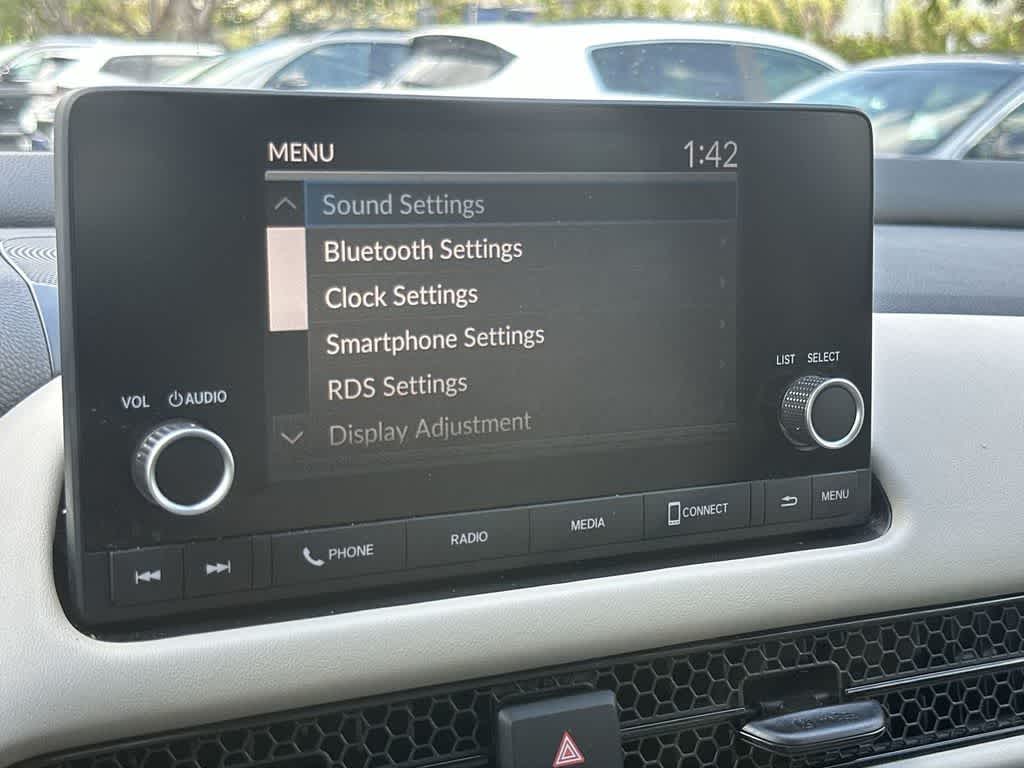 MENU 1:42
Sound Settings
Bluetooth Settings
Clock Settings
Smartphone Settings
RDS Settings
Display Adjustment
VOL AUDIO
LIST SELECT
PHONE RADIO MEDIA CONNECT MENU